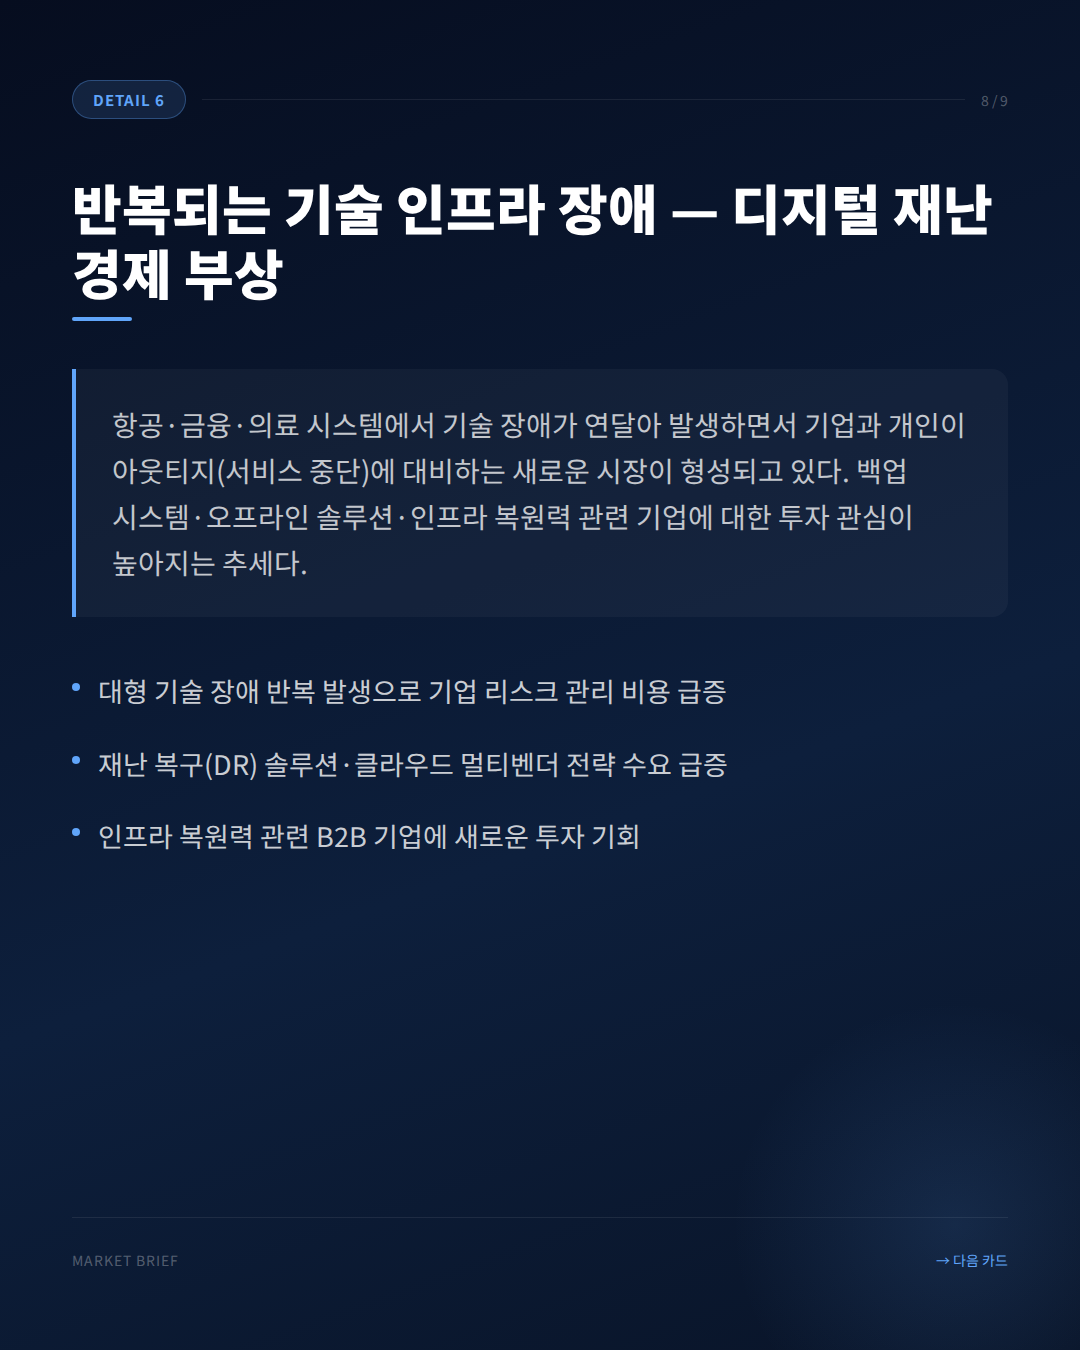 DETAIL 6
8 / 9
반복되는 기술 인프라 장애 — 디지털 재난
경제 부상
항공·금융·의료 시스템에서 기술 장애가 연달아 발생하면서 기업과 개인이
아웃티지(서비스 중단)에 대비하는 새로운 시장이 형성되고 있다. 백업
시스템·오프라인 솔루션·인프라 복원력 관련 기업에 대한 투자 관심이
높아지는 추세다.
• 대형 기술 장애 반복 발생으로 기업 리스크 관리 비용 급증
• 재난 복구(DR) 솔루션·클라우드 멀티벤더 전략 수요 급증
• 인프라 복원력 관련 B2B 기업에 새로운 투자 기회
MARKET BRIEF
→ 다음 카드